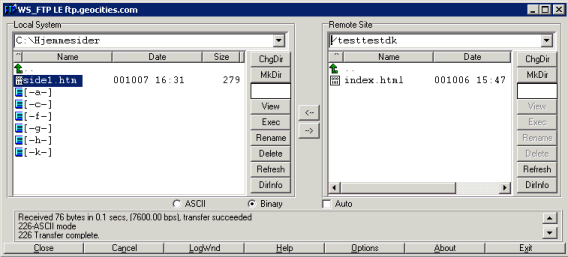 WS_FTP LE ftp.geocities.com
Local System
C:\Hjemmesider
^ Name Date Size
..
side1.htm 001007 16:31 279
[-a-]
[-c-]
[-f-]
[-g-]
[-h-]
[-k-]
ChgDir
MkDir
View
Exec
Rename
Delete
Refresh
DirInfo
<--
-->
Remote Site
/testtestdk
^ Name Date
..
index.html 001006 15:47
ChgDir
MkDir
View
Exec
Rename
Delete
Refresh
DirInfo
ASCII Binary Auto
Received 76 bytes in 0.1 secs, (7600.00 bps), transfer succeeded
226-ASCII mode
226 Transfer complete.
Close Cancel LogWnd Help Options About Exit